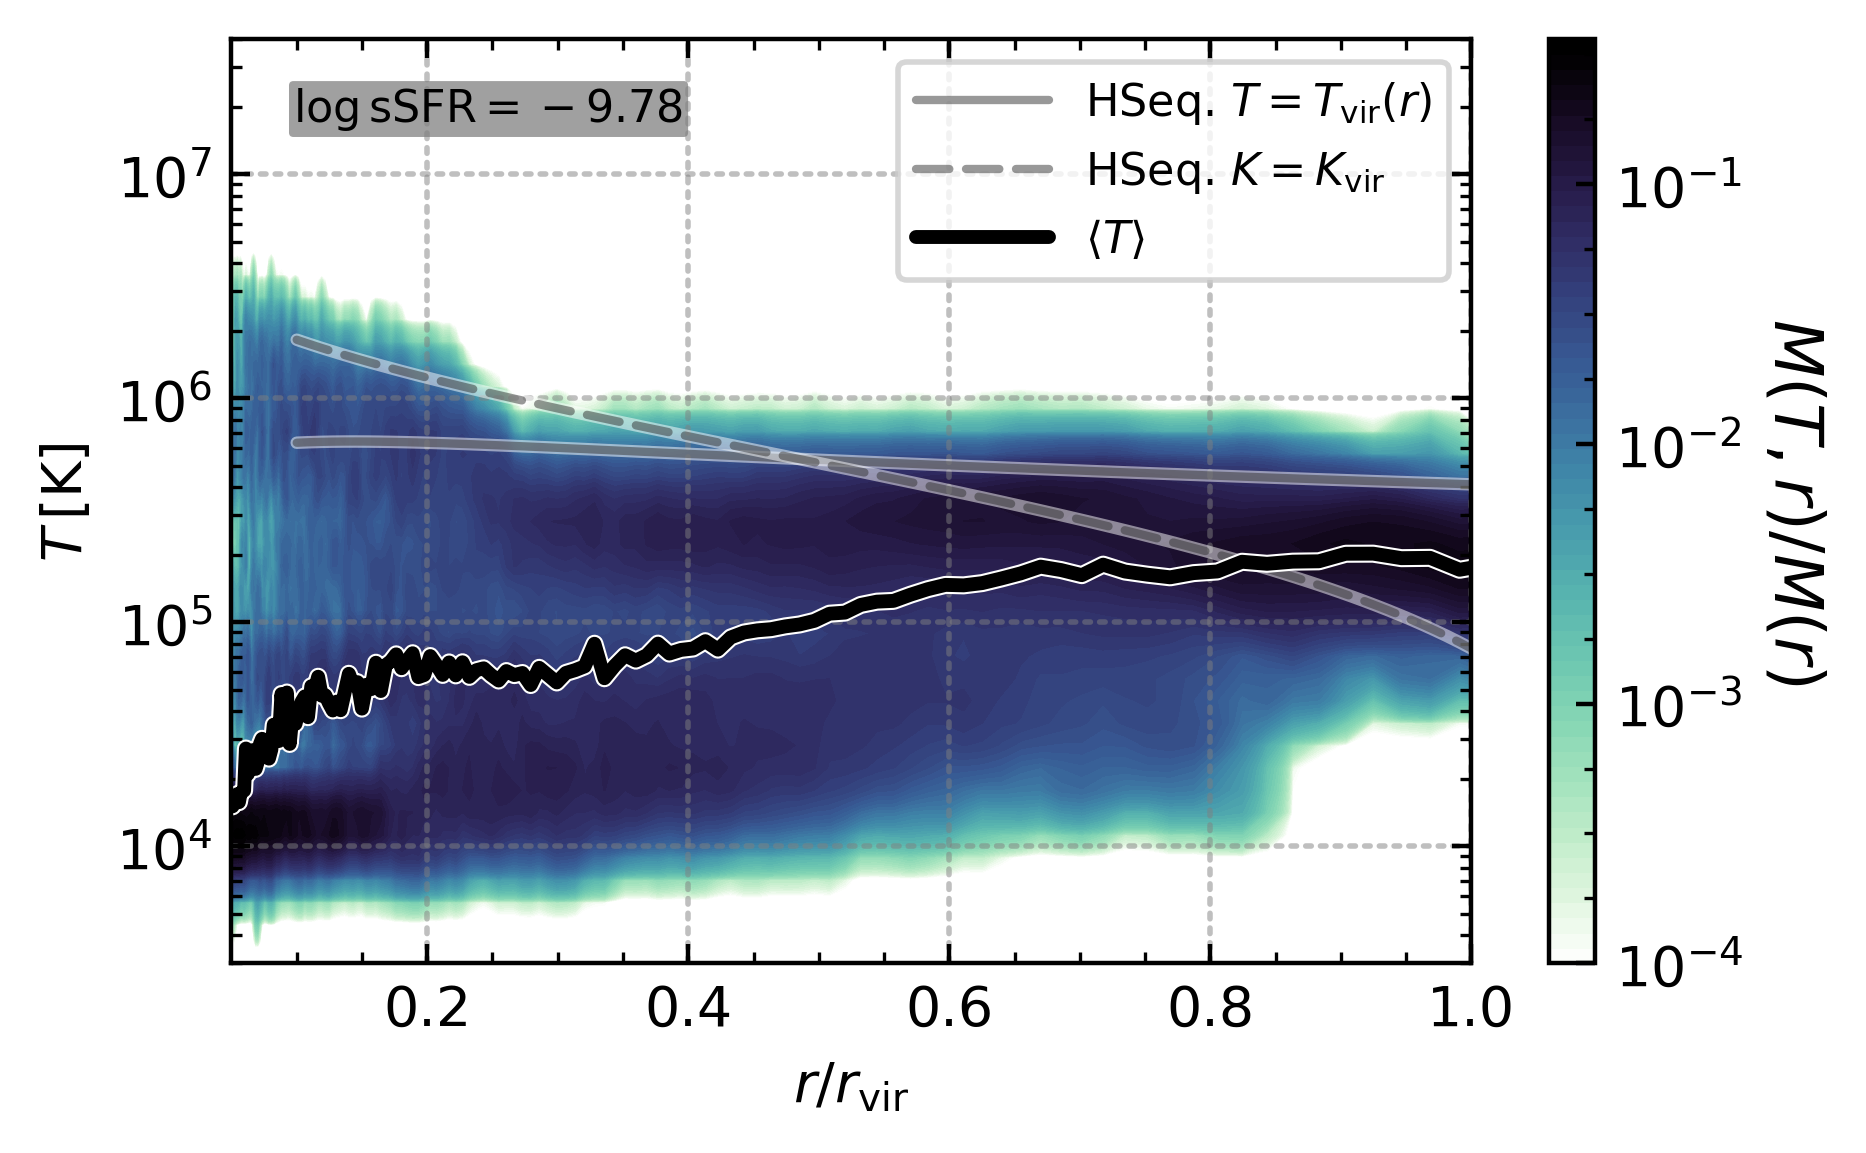 log sSFR = −9.78
HSeq. T = T_vir(r)
HSeq. K = K_vir
⟨T⟩
10^7
10^6
10^5
10^4
T [K]
0.2 0.4 0.6 0.8 1.0
r/r_vir
10^−1
10^−2
10^−3
10^−4
M(T, r)/M(r)